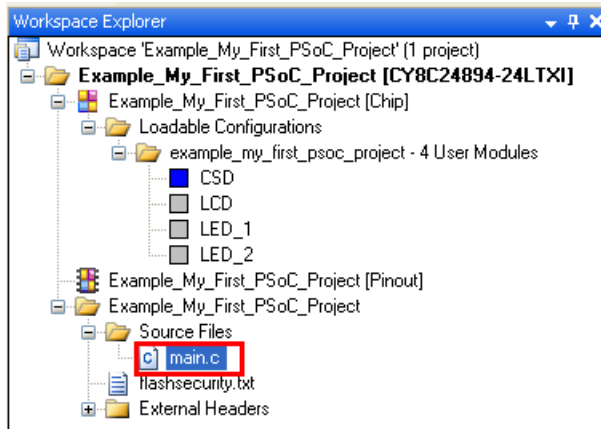 Workspace Explorer
Workspace 'Example_My_First_PSoC_Project' (1 project)
Example_My_First_PSoC_Project [CY8C24894-24LTXI]
Example_My_First_PSoC_Project [Chip]
Loadable Configurations
example_my_first_psoc_project - 4 User Modules
CSD
LCD
LED_1
LED_2
Example_My_First_PSoC_Project [Pinout]
Example_My_First_PSoC_Project
Source Files
main.c
flashsecurity.txt
External Headers